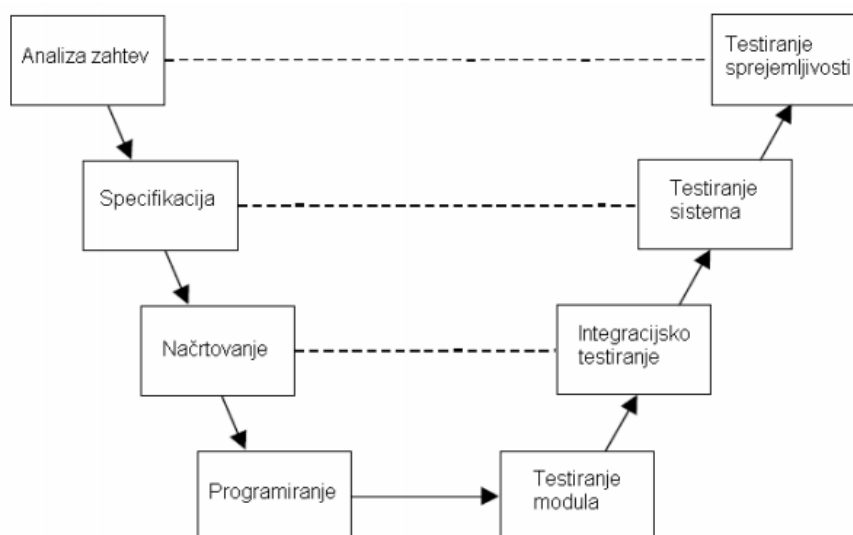 Analiza zahtev
Testiranje
sprejemljivosti
Specifikacija
Testiranje
sistema
Načrtovanje
Integracijsko
testiranje
Programiranje
Testiranje
modula